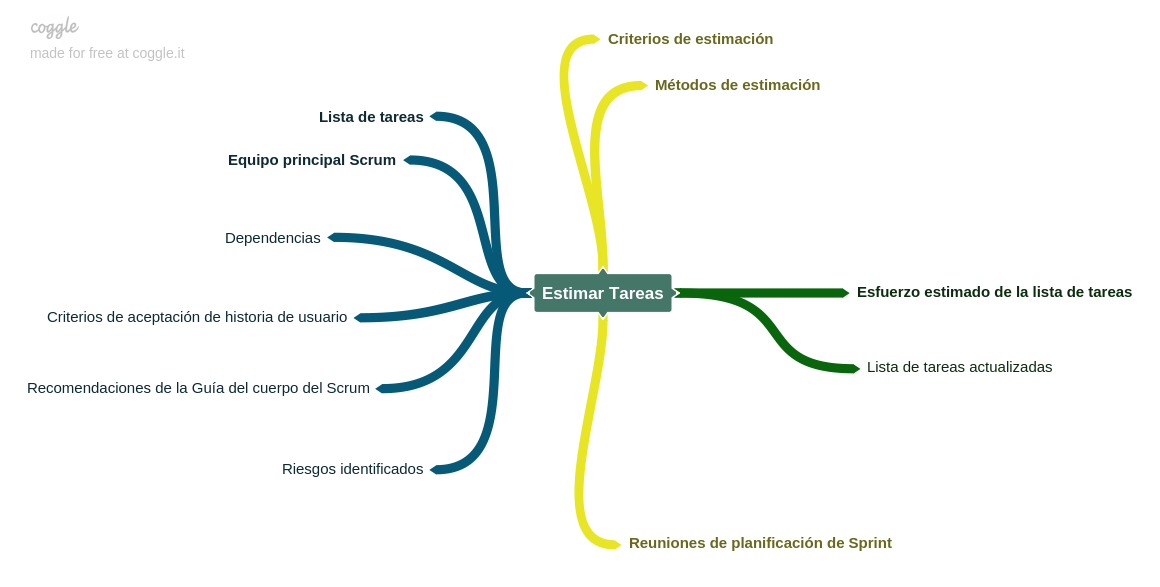 coggle
made for free at coggle.it
Criterios de estimación
Métodos de estimación
Lista de tareas
Equipo principal Scrum
Dependencias
Criterios de aceptación de historia de usuario
Recomendaciones de la Guía del cuerpo del Scrum
Riesgos identificados
Estimar Tareas
Esfuerzo estimado de la lista de tareas
Lista de tareas actualizadas
Reuniones de planificación de Sprint